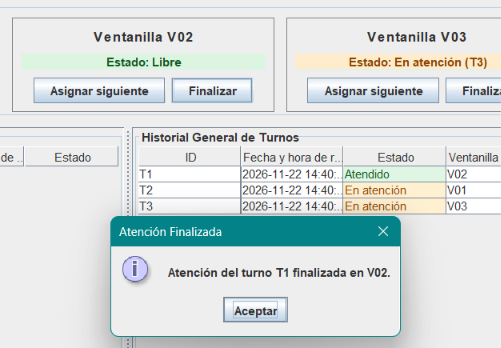 Ventanilla V02
Estado: Libre
Asignar siguiente Finalizar
Ventanilla V03
Estado: En atención (T3)
Asignar siguiente Finaliza
de .. Estado
Historial General de Turnos
ID Fecha y hora de r... Estado Ventanilla
T1 2026-11-22 14:40:... Atendido V02
T2 2026-11-22 14:40:... En atención V01
T3 2026-11-22 14:40:... En atención V03
Atención Finalizada
Atención del turno T1 finalizada en V02.
Aceptar